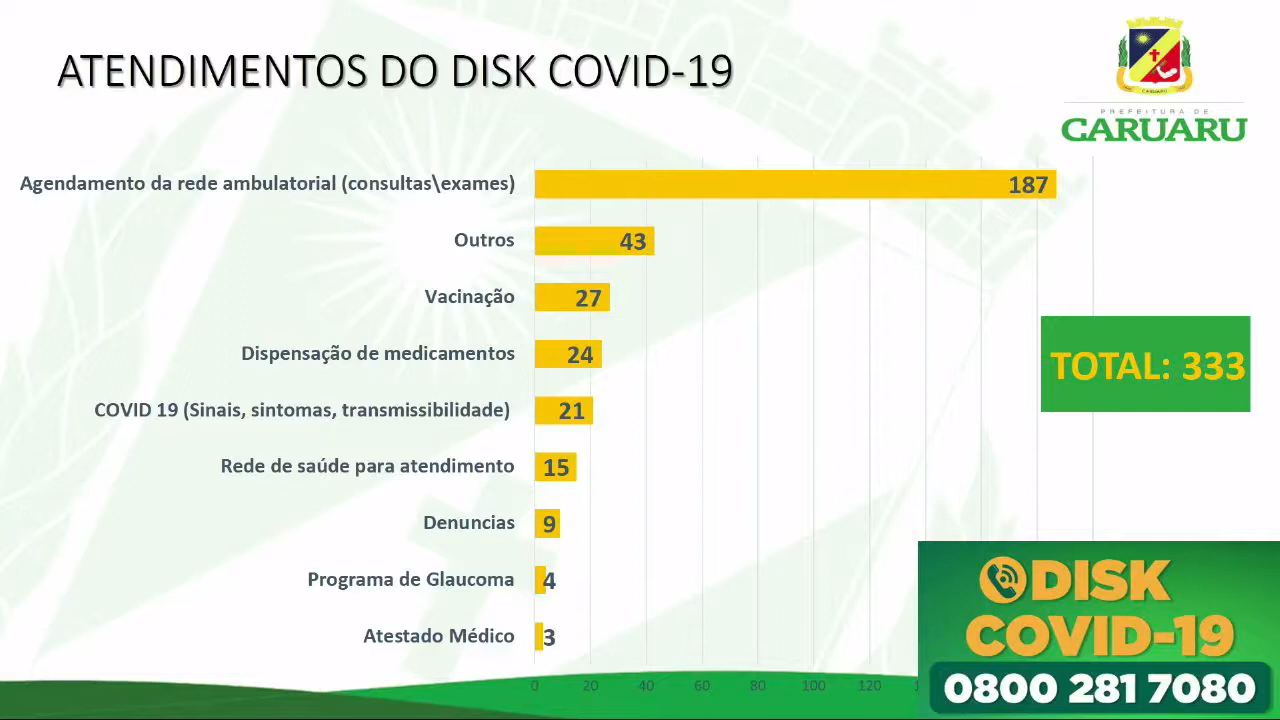 ATENDIMENTOS DO DISK COVID-19
CARUARU
PREFEITURA DE
CARUARU
Agendamento da rede ambulatorial (consultas\exames)
187
Outros
43
Vacinação
27
Dispensação de medicamentos
24
COVID 19 (Sinais, sintomas, transmissibilidade)
21
Rede de saúde para atendimento
15
Denuncias
9
Programa de Glaucoma
4
Atestado Médico
3
TOTAL: 333
0 20 40 60 80 100 120
DISK
COVID-19
0800 281 7080